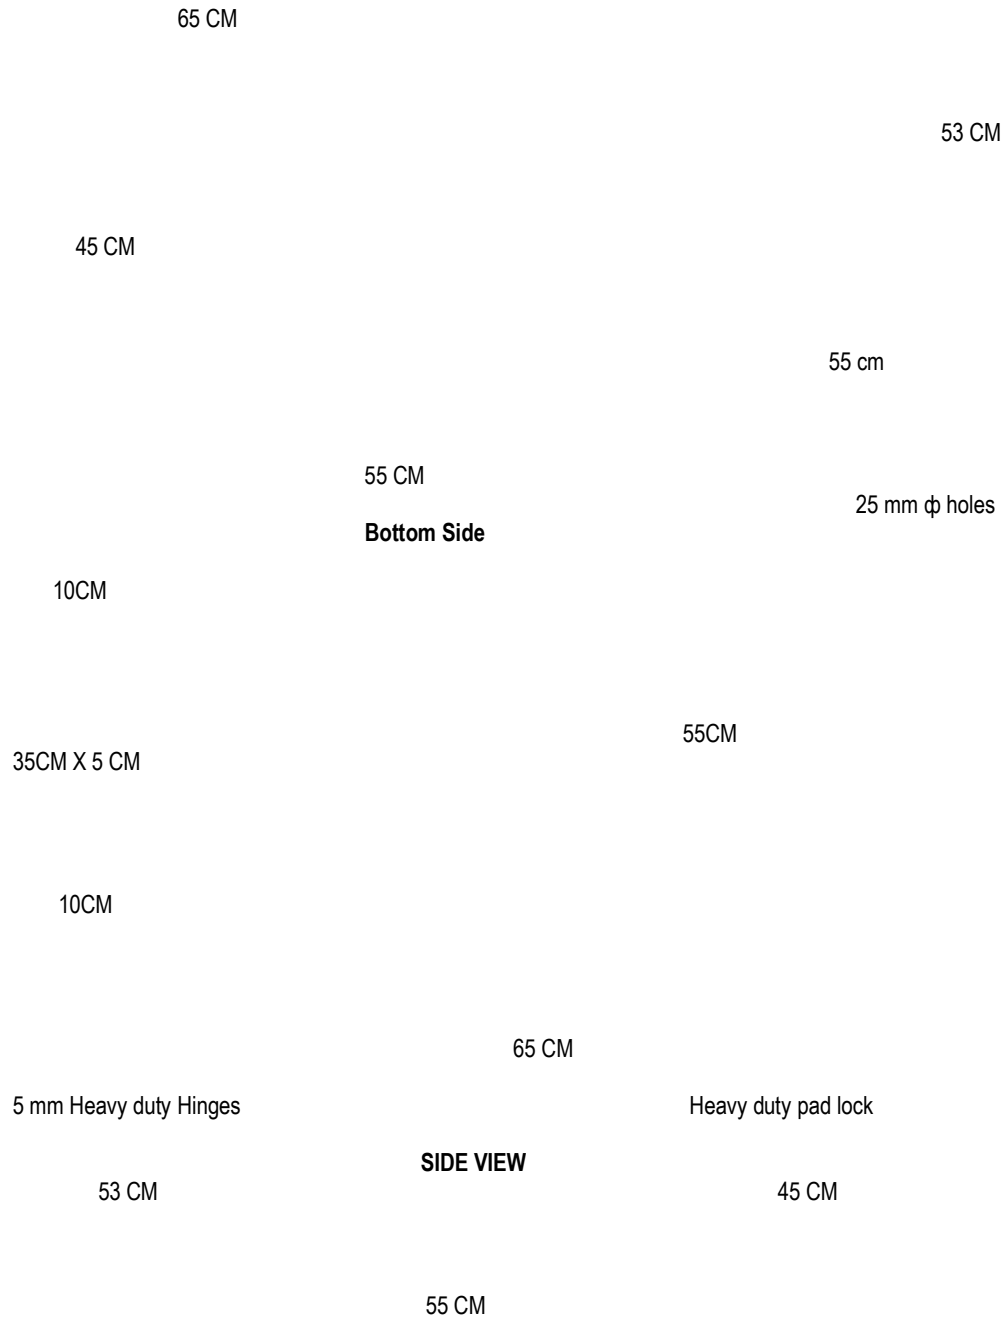 65 CM
53 CM
45 CM
55 cm
55 CM
25 mm ф holes
Bottom Side
10CM
55CM
35CM X 5 CM
10CM
65 CM
5 mm Heavy duty Hinges Heavy duty pad lock
SIDE VIEW
53 CM 45 CM
55 CM